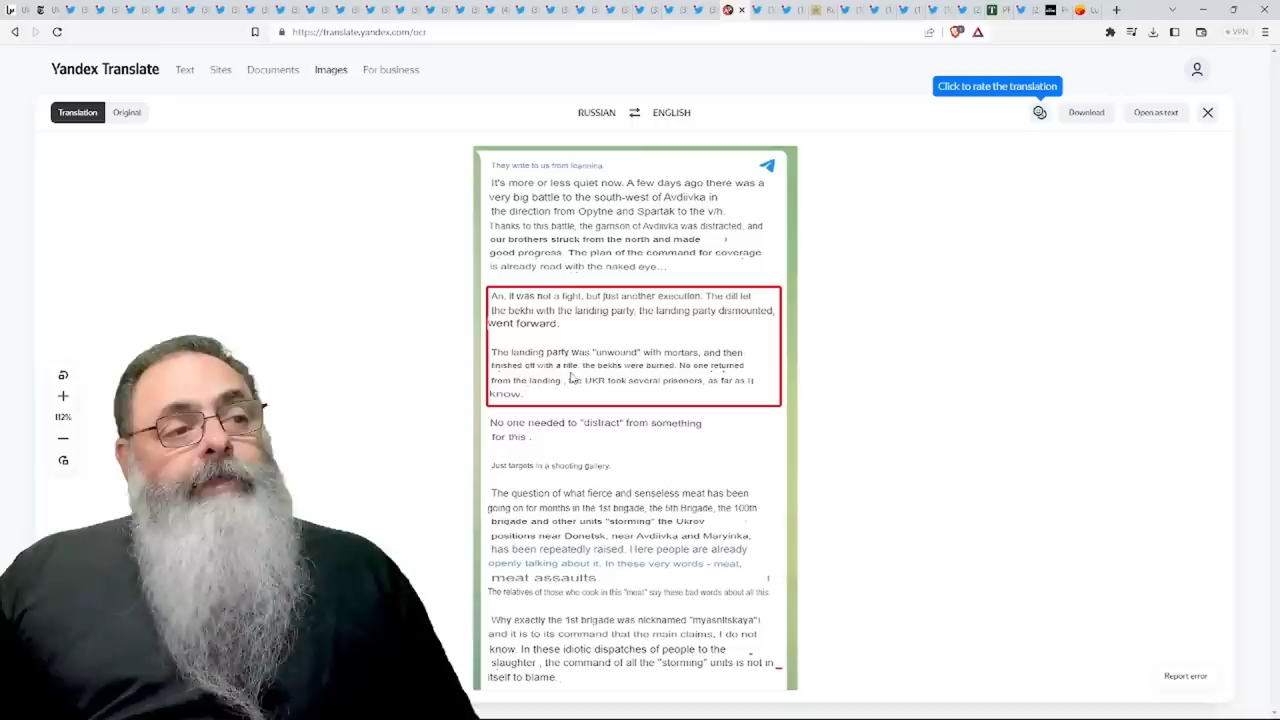 https://translate.yandex.com/ocr
VPN
Yandex Translate
Text
Sites
Documents
Images
For business
Click to rate the translation
Translation
Original
RUSSIAN
ENGLISH
Download
Open as text
They write to us from Ioannina.
It's more or less quiet now. A few days ago there was a
very big battle to the south-west of Avdiivka in
the direction from Opytne and Spartak to the v/h.
Thanks to this battle, the garrison of Avdiivka was distracted, and
our brothers struck from the north and made
good progress. The plan of the command for coverage
is already read with the naked eye...
An, it was not a fight, but just another execution. The dill let
the bekhi with the landing party, the landing party dismounted,
went forward.
The landing party was "unwound" with mortars, and then
finished off with a rifle. the bekhs were burned. No one returned
from the landing, UKR took several prisoners, as far as I
know.
No one needed to "distract" from something
for this .
Just targets in a shooting gallery.
The question of what fierce and senseless meat has been
going on for months in the 1st brigade, the 5th Brigade, the 100th
brigade and other units "storming" the Ukrov
positions near Donetsk, near Avdiivka and Maryinka,
has been repeatedly raised. Here people are already
openly talking about it. In these very words - meat,
meat assaults.
The relatives of those who cook in this "meat" say these bad words about all this.
Why exactly the 1st brigade was nicknamed "myasnitskaya"
and it is to its command that the main claims, I do not
know. In these idiotic dispatches of people to the
slaughter , the command of all the "storming" units is not in
itself to blame.
112%
Report error